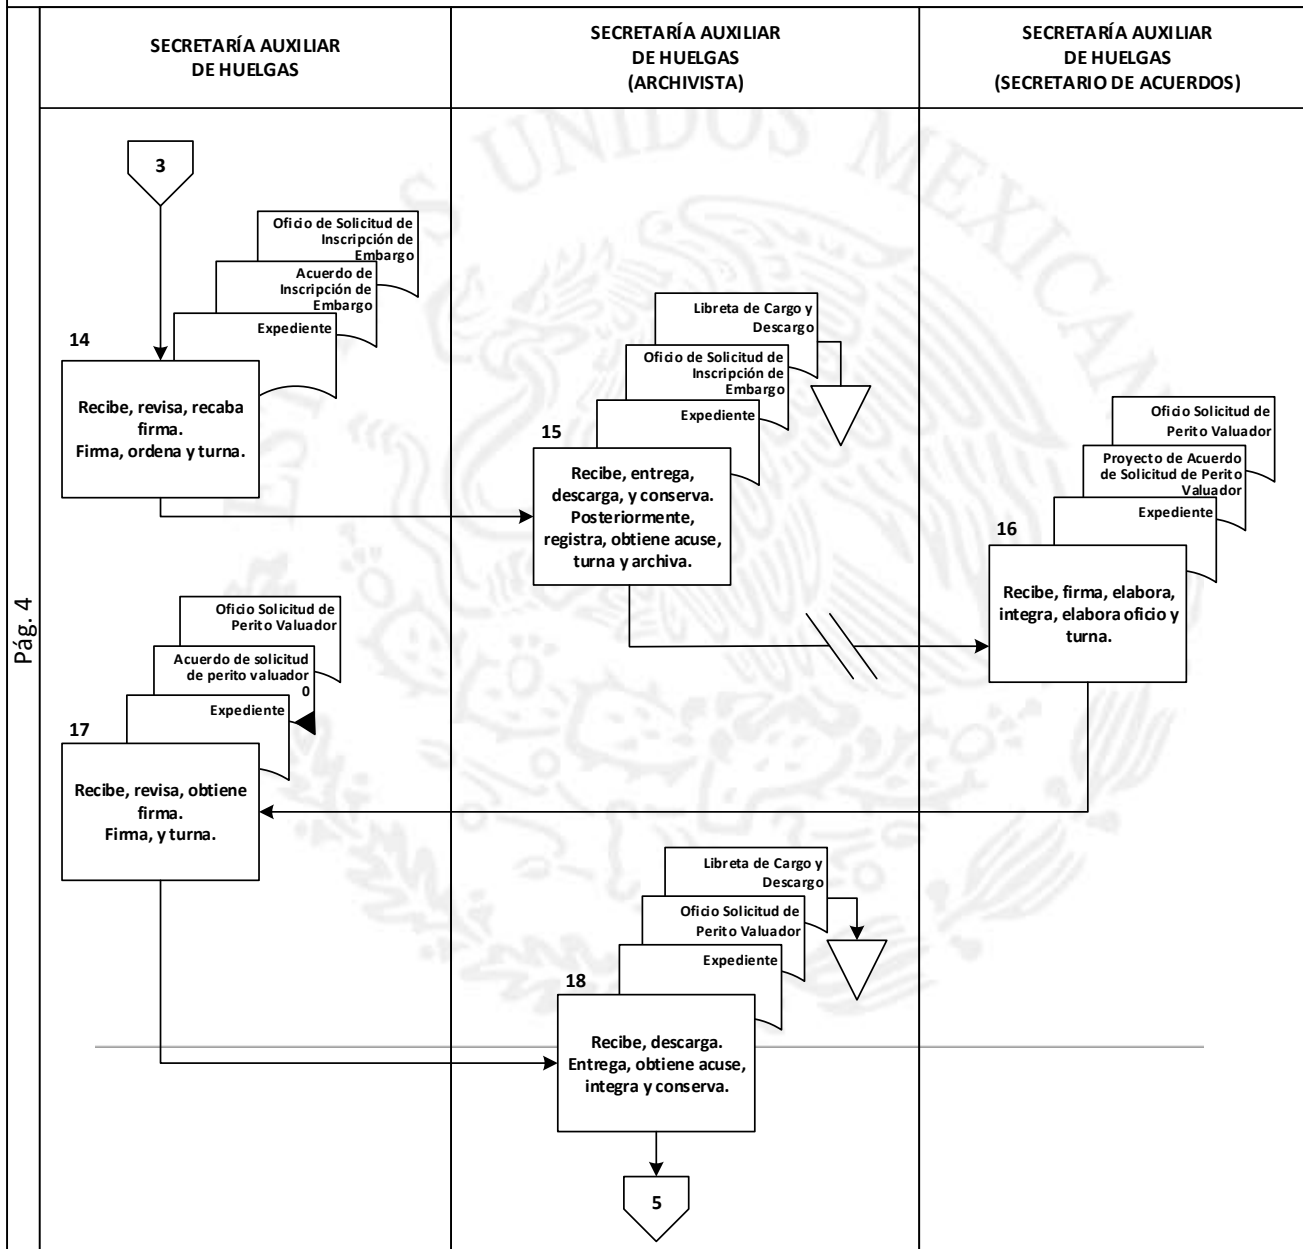 SECRETARÍA AUXILIAR
DE HUELGAS
SECRETARÍA AUXILIAR
DE HUELGAS
(ARCHIVISTA)
SECRETARÍA AUXILIAR
DE HUELGAS
(SECRETARIO DE ACUERDOS)
Pág. 4
3
Oficio de Solicitud de
Inscripción de
Embargo
Acuerdo de
Inscripción de
Embargo
Expediente
14
Recibe, revisa, recaba
firma.
Firma, ordena y turna.
Libreta de Cargo y
Descargo
Oficio de Solicitud de
Inscripción de
Embargo
Expediente
15
Recibe, entrega,
descarga, y conserva.
Posteriormente,
registra, obtiene acuse,
turna y archiva.
Oficio Solicitud de
Perito Valuador
Proyecto de Acuerdo
de Solicitud de Perito
Valuador
Expediente
16
Recibe, firma, elabora,
integra, elabora oficio y
turna.
Oficio Solicitud de
Perito Valuador
Acuerdo de solicitud
de perito valuador
0
Expediente
17
Recibe, revisa, obtiene
firma.
Firma, y turna.
Libreta de Cargo y
Descargo
Oficio Solicitud de
Perito Valuador
Expediente
18
Recibe, descarga.
Entrega, obtiene acuse,
integra y conserva.
5
S UNIDOS MEXICAN